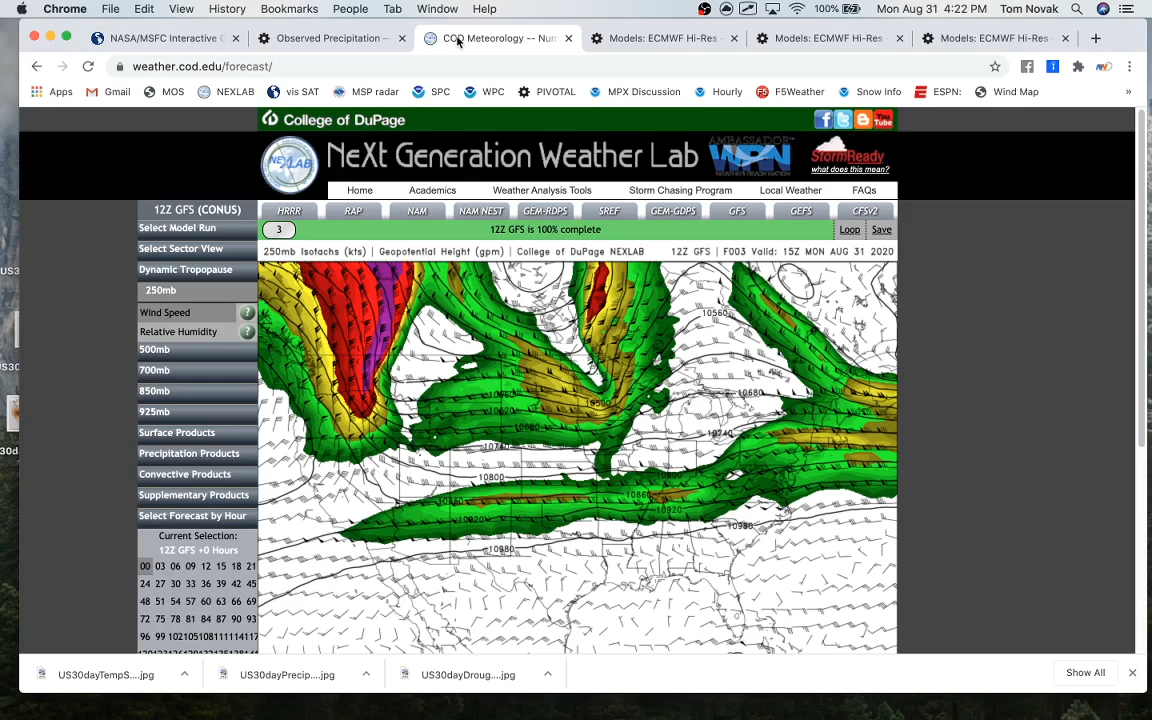 Chrome File Edit View History Bookmarks People Tab Window Help 100% Mon Aug 31 4:22 PM Tom Novak
NASA/MSFC Interactive Observed Precipitation — COD Meteorology -- Num Models: ECMWF Hi-Res - Models: ECMWF Hi-Res - Models: ECMWF Hi-Res -
weather.cod.edu/forecast/
Apps Gmail MOS NEXLAB vis SAT MSP radar SPC WPC PIVOTAL MPX Discussion Hourly F5Weather Snow Info ESPN: Wind Map »
College of DuPage
NEXLAB NeXt Generation Weather Lab AMBASSADOR WRN StormReady
what does this mean?
Home Academics Weather Analysis Tools Storm Chasing Program Local Weather FAQs
12Z GFS (CONUS) HRRR RAP NAM NAM NEST GEM-RDPS SREF GEM-GDPS GFS GEFS CFSv2
Select Model Run 3 12Z GFS is 100% complete Loop Save
Select Sector View 250mb Isotachs (kts) | Geopotential Height (gpm) | College of DuPage NEXLAB 12Z GFS | F003 Valid: 15Z MON AUG 31 2020
Dynamic Tropopause
250mb
Wind Speed ?
Relative Humidity ?
500mb
700mb
850mb
925mb
Surface Products
Precipitation Products
Convective Products
Supplementary Products
Select Forecast by Hour
Current Selection:
12Z GFS +0 Hours
00 03 06 09 12 15 18 21
24 27 30 33 36 39 42 45
48 51 54 57 60 63 66 69
72 75 78 81 84 87 90 93
96 99 102105108111114117
10560
10680
10620
10740
10740
10800
10860
10920
10920
10980
10980
US30dayTempS....jpg US30dayPrecip....jpg US30dayDroug....jpg Show All